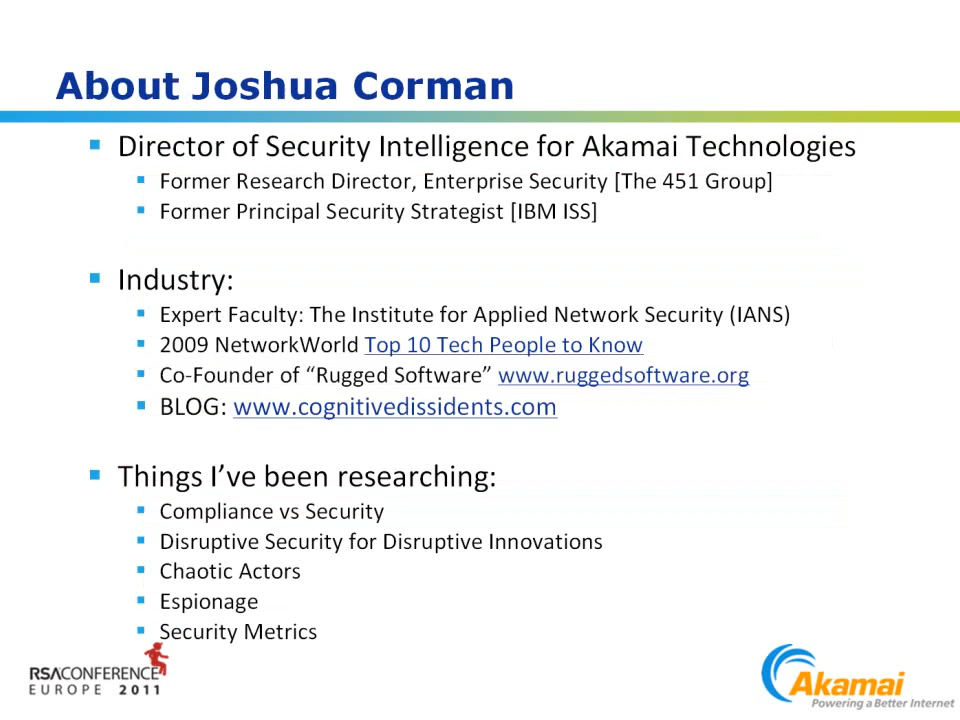 About Joshua Corman
Director of Security Intelligence for Akamai Technologies
Former Research Director, Enterprise Security [The 451 Group]
Former Principal Security Strategist [IBM ISS]
Industry:
Expert Faculty: The Institute for Applied Network Security (IANS)
2009 NetworkWorld Top 10 Tech People to Know
Co-Founder of “Rugged Software” www.ruggedsoftware.org
BLOG: www.cognitivedissidents.com
Things I’ve been researching:
Compliance vs Security
Disruptive Security for Disruptive Innovations
Chaotic Actors
Espionage
Security Metrics
RSACONFERENCE
EUROPE 2011
Akamai
Powering a Better Internet